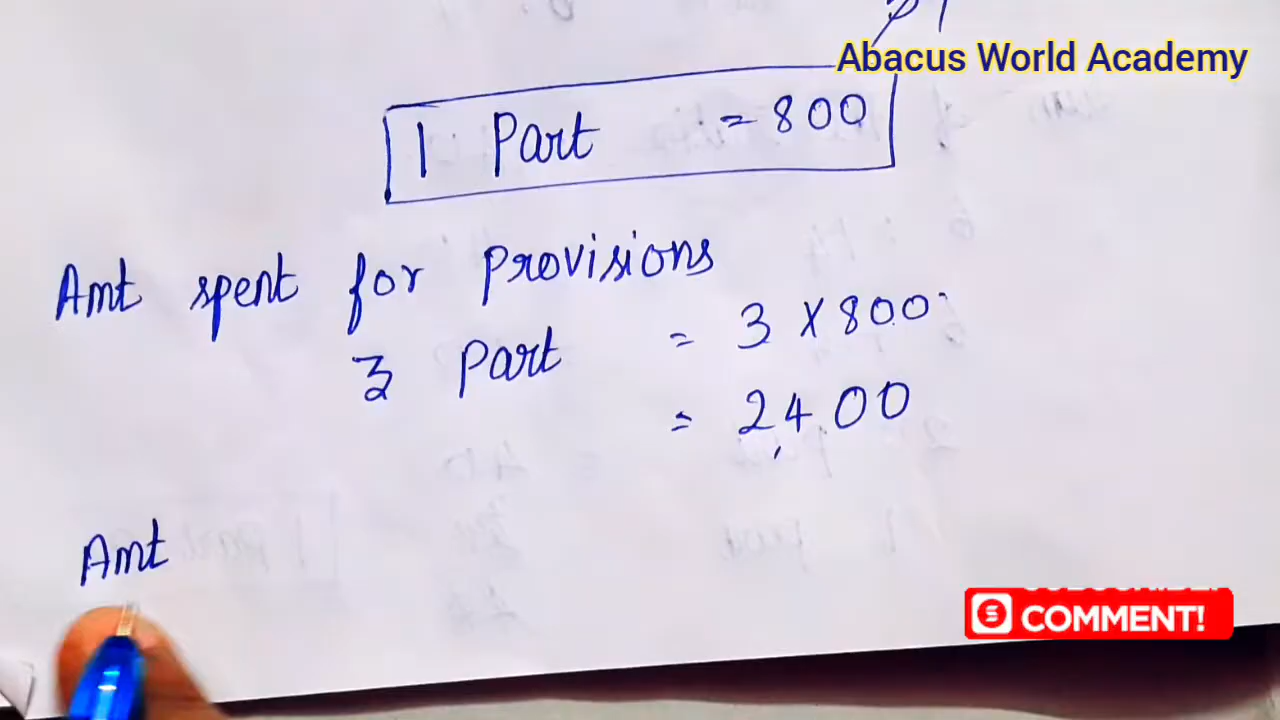 Abacus World Academy
1 Part = 800
Amt spent for Provisions
3 Part = 3 X 800
= 2400
Amt
COMMENT!